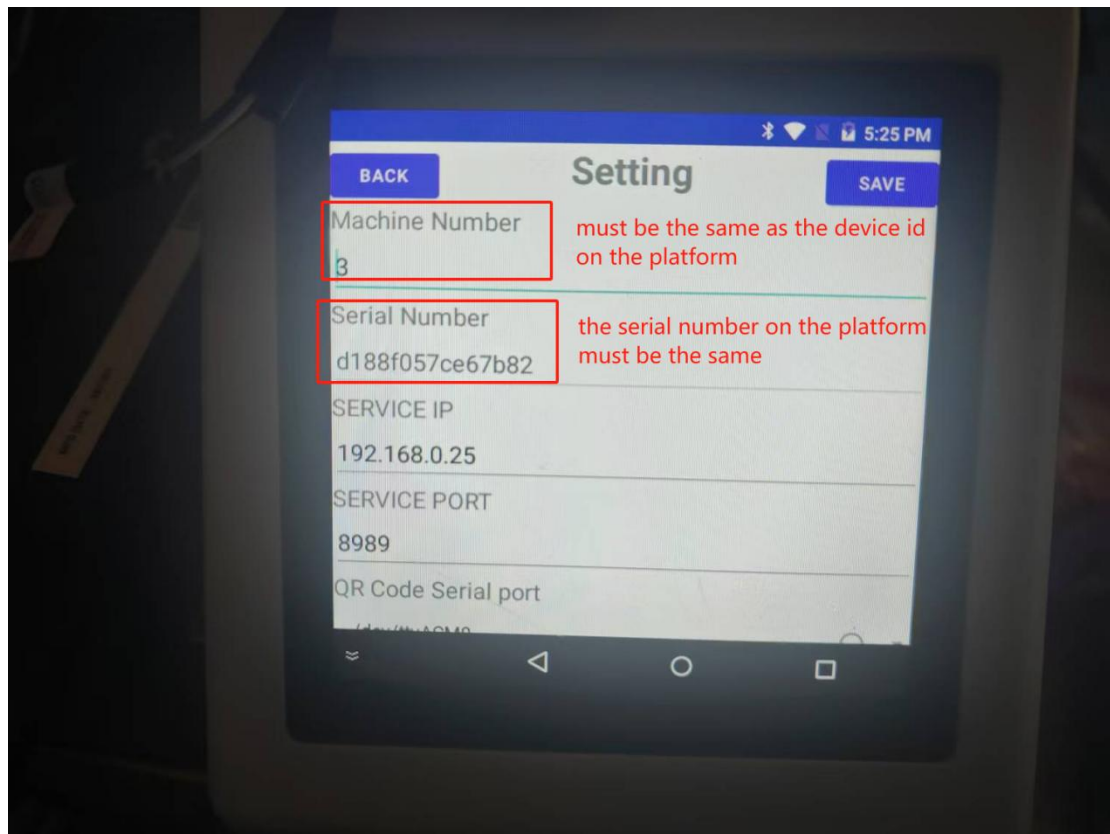 5:25 PM
BACK
Setting
SAVE
Machine Number
must be the same as the device id
on the platform
3
Serial Number
the serial number on the platform
must be the same
d188f057ce67b82
SERVICE IP
192.168.0.25
SERVICE PORT
8989
QR Code Serial port